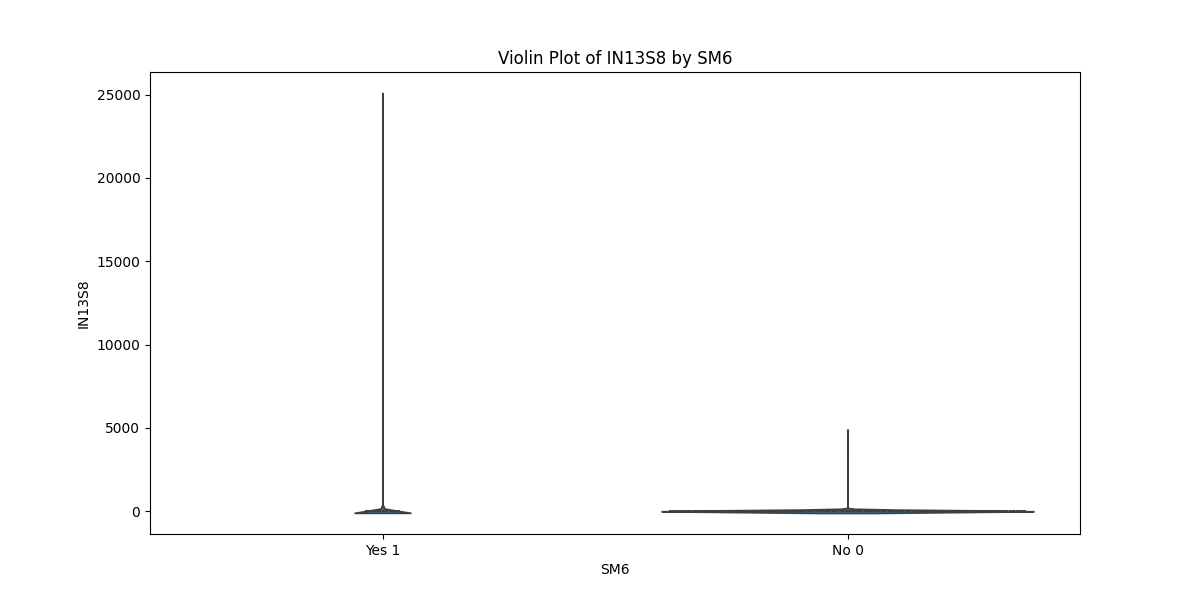 Violin Plot of IN13S8 by SM6
25000
20000
15000
10000
5000
0
IN13S8
Yes 1
No 0
SM6